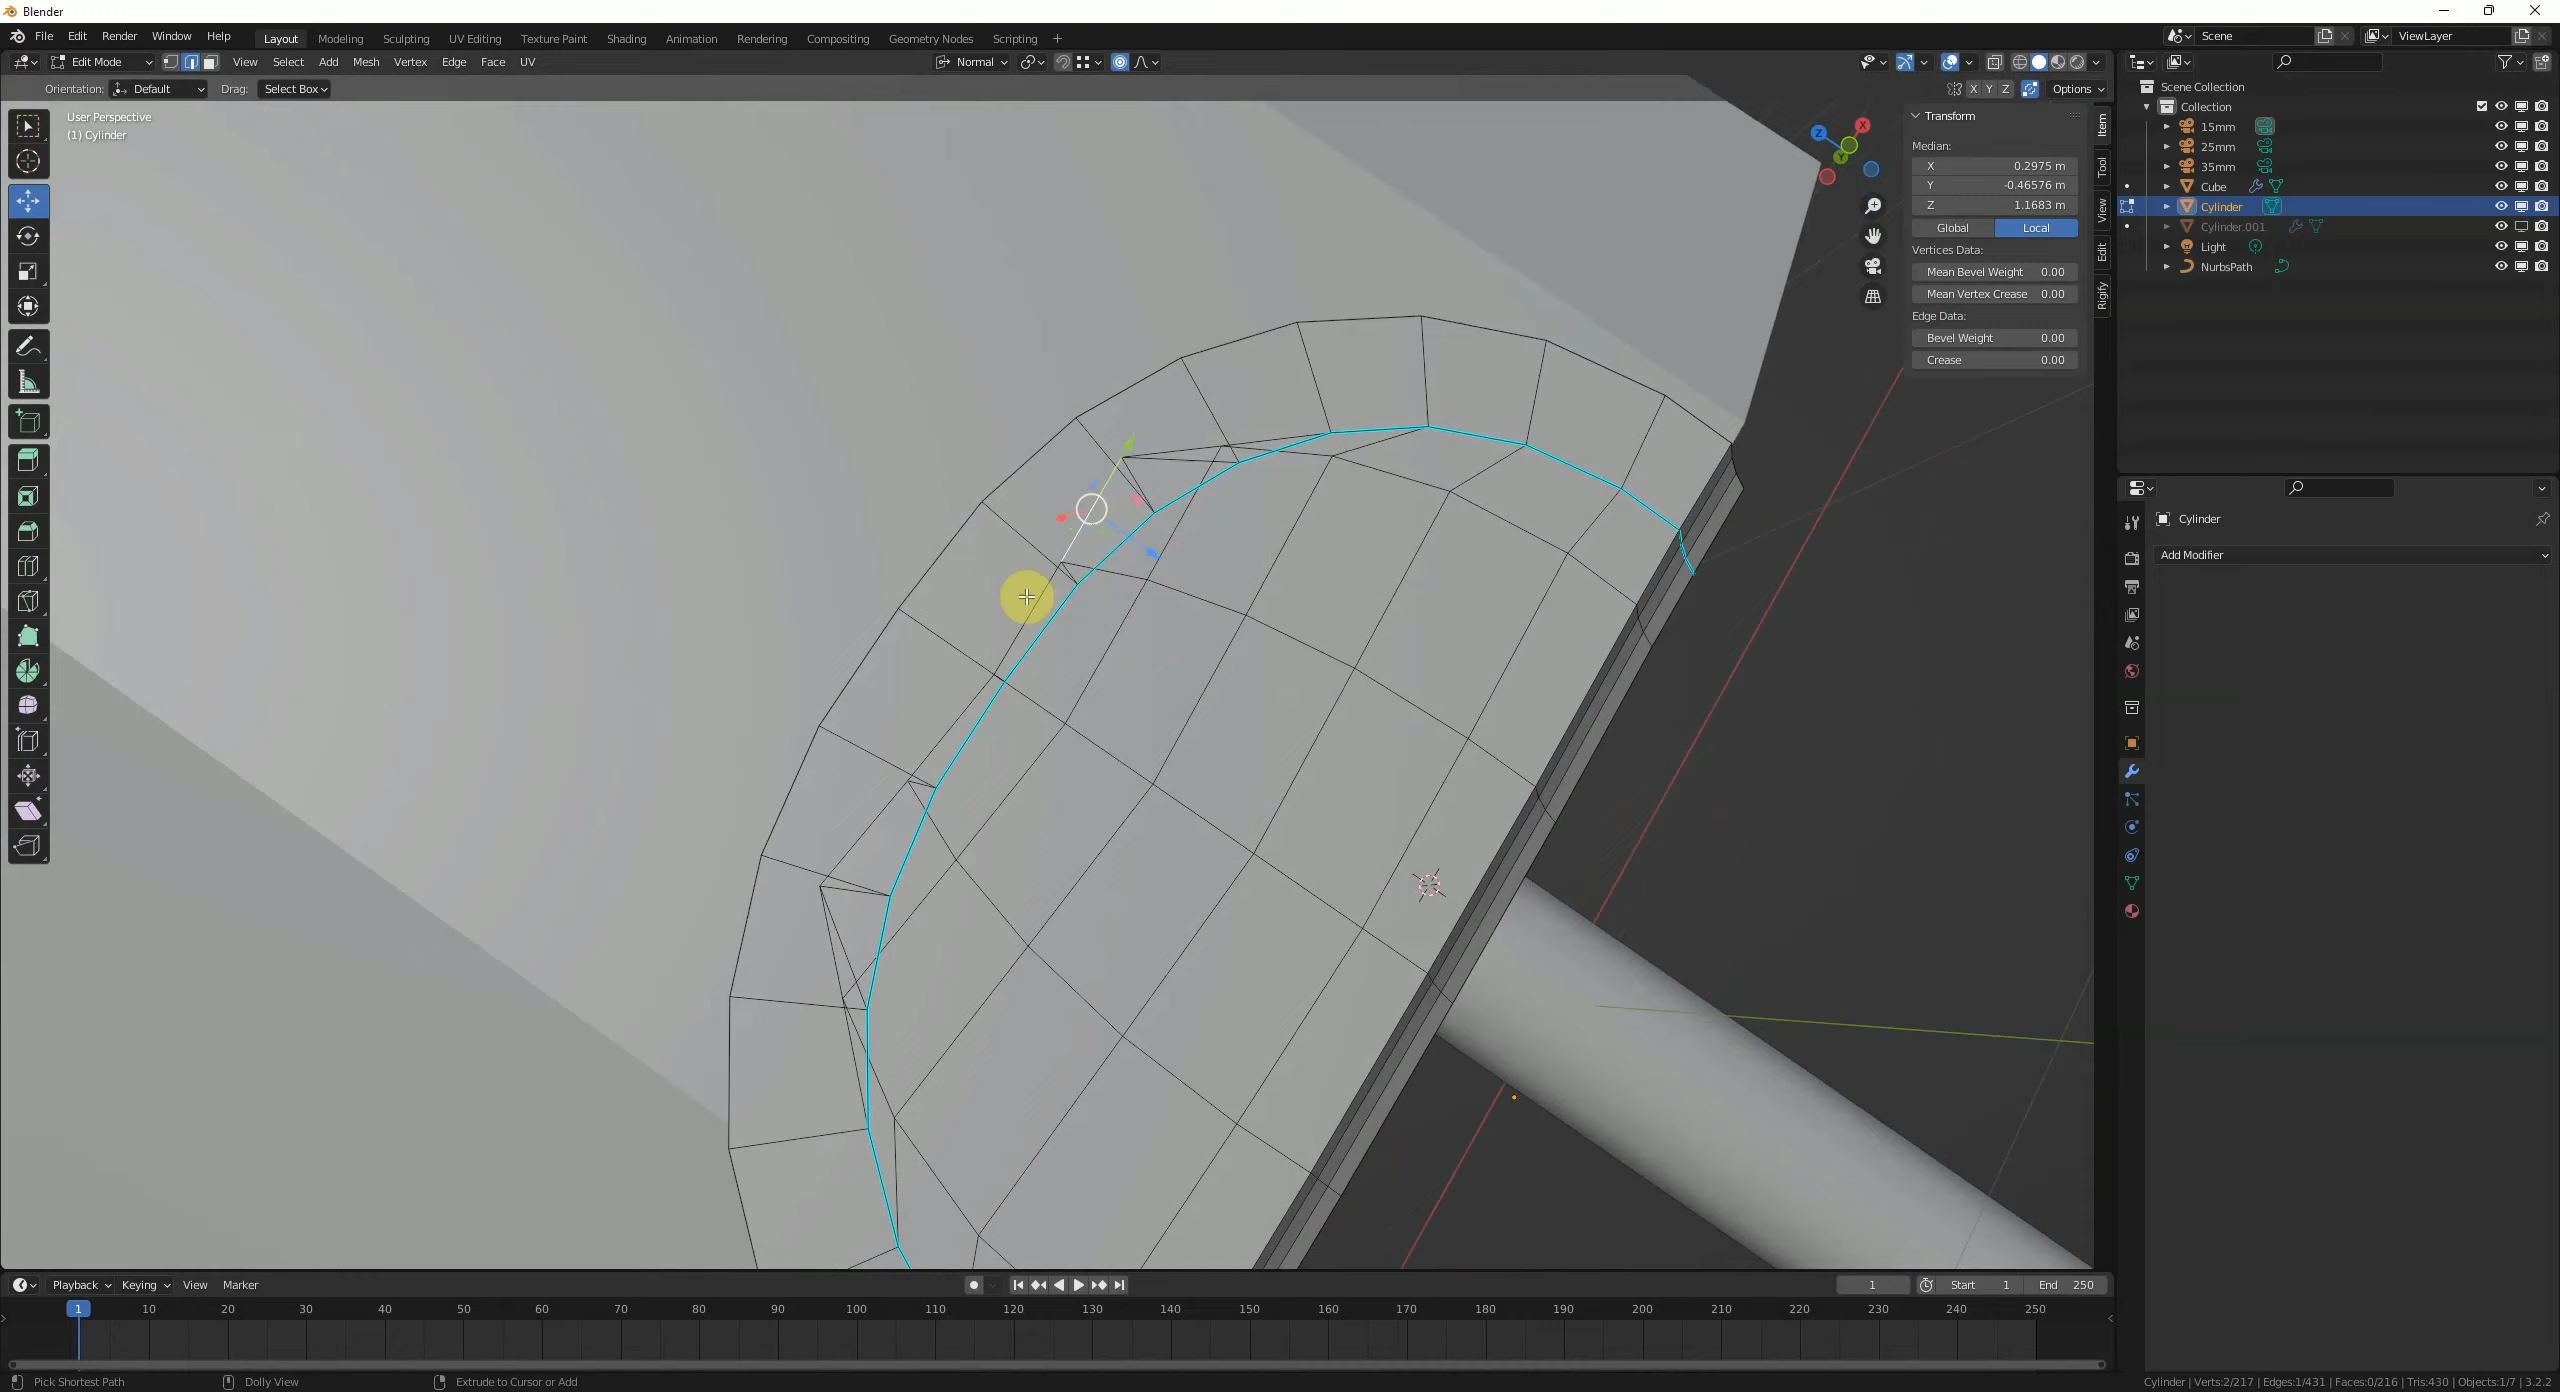 Blender
File Edit Render Window Help
Layout Modeling Sculpting UV Editing Texture Paint Shading Animation Rendering Compositing Geometry Nodes Scripting +
Scene ViewLayer
Edit Mode View Select Add Mesh Vertex Edge Face UV
Normal
Orientation: Default Drag: Select Box
X Y Z Options
User Perspective
(1) Cylinder
Z X Y
Transform
Median:
X 0.2975 m
Y -0.46576 m
Z 1.1683 m
Global Local
Vertices Data:
Mean Bevel Weight 0.00
Mean Vertex Crease 0.00
Edge Data:
Bevel Weight 0.00
Crease 0.00
Item
Tool
View
Edit
Rigify
Scene Collection
Collection
15mm
25mm
35mm
Cube
Cylinder
Cylinder.001
Light
NurbsPath
Cylinder
Add Modifier
Playback Keying View Marker
1 Start 1 End 250
1 10 20 30 40 50 60 70 80 90 100 110 120 130 140 150 160 170 180 190 200 210 220 230 240 250
Pick Shortest Path Dolly View Extrude to Cursor or Add
Cylinder | Verts:2/217 | Edges:1/431 | Faces:0/216 | Tris:430 | Objects:1/7 | 3.2.2